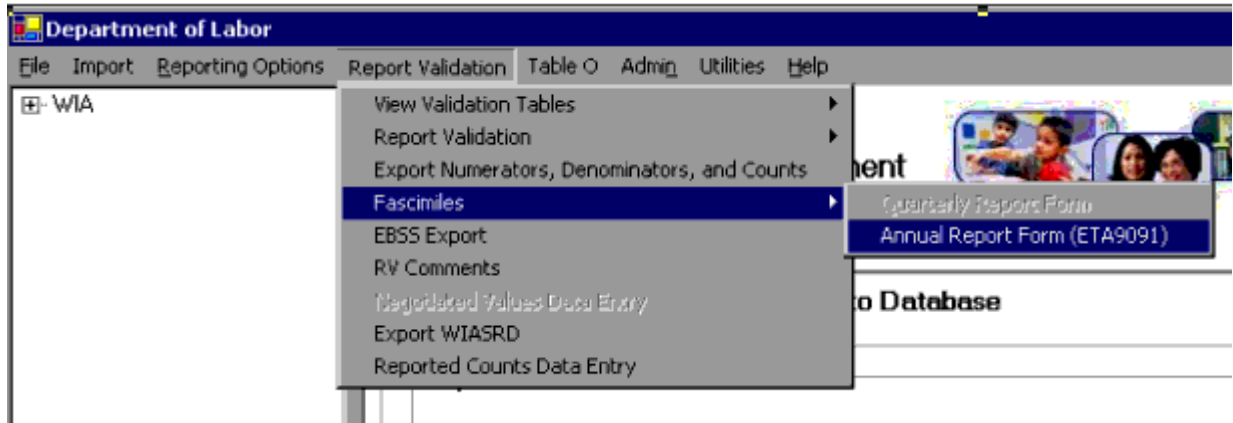 Department of Labor
File Import Reporting Options Report Validation Table O Admin Utilities Help
WIA
View Validation Tables
Report Validation
Export Numerators, Denominators, and Counts
ment
Fascimiles
Quarterly Report Form
EBSS Export
Annual Report Form (ETA9091)
RV Comments
Negotiated Values Data Entry
to Database
Export WIASRD
Reported Counts Data Entry